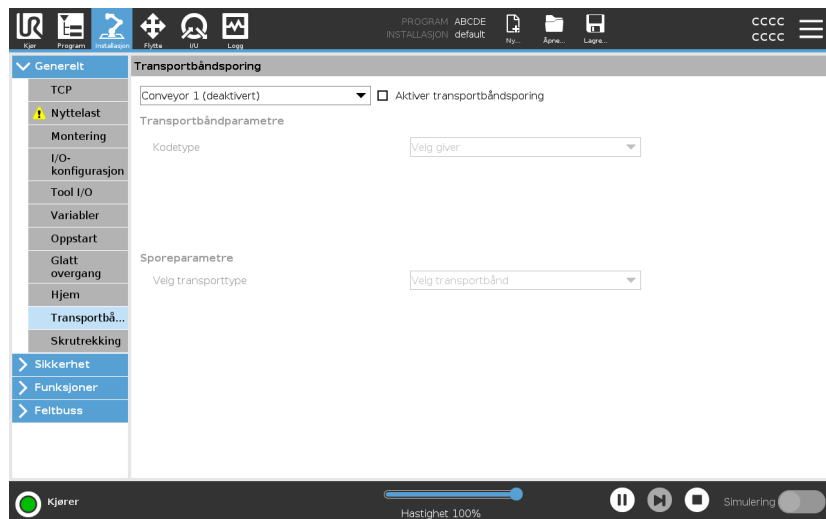 UR
Kjør
Program
Installasjon
Flytte
I/U
Logg
PROGRAM ABCDE
INSTALLASJON default
Ny...
Åpne...
Lagre...
CCCC
CCCC
Generelt
TCP
Nyttelast
Montering
I/O-
konfigurasjon
Tool I/O
Variabler
Oppstart
Glatt
overgang
Hjem
Transportbå...
Skrutrekking
Sikkerhet
Funksjoner
Feltbuss
Transportbåndsporing
Conveyor 1 (deaktivert)
Aktiver transportbåndsporing
Transportbåndparametre
Kodetype
Velg giver
Sporeparametre
Velg transporttype
Velg transportbånd
Kjører
Hastighet 100%
Simulering